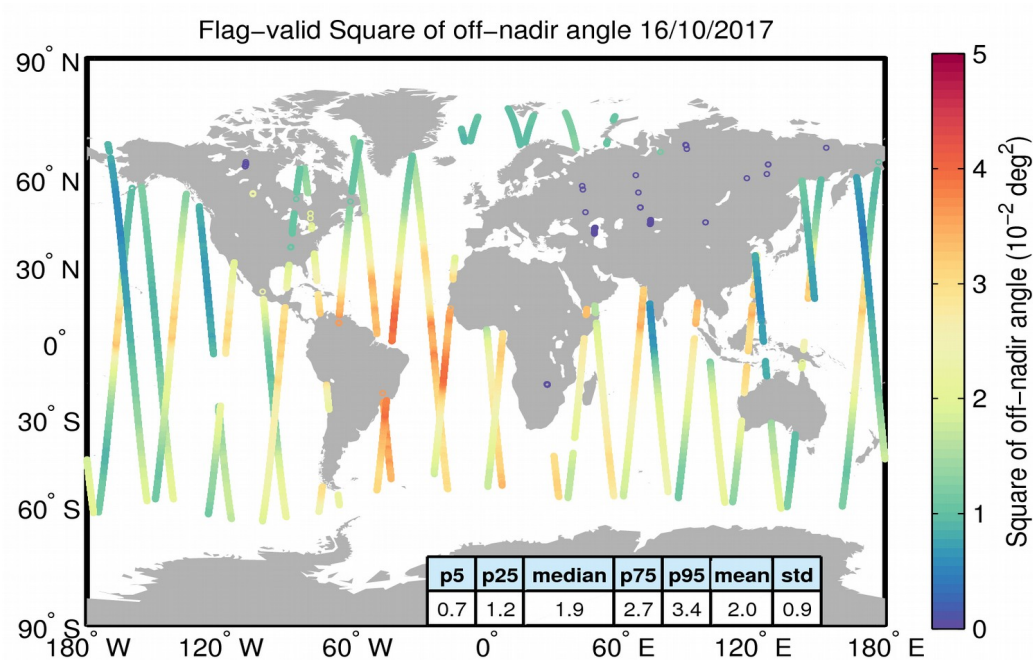 Flag−valid Square of off−nadir angle 16/10/2017
90° N
60° N
30° N
0°
30° S
60° S
90° S
180° W
120° W
60° W
0°
60° E
120° E
180° E
p5 p25 median p75 p95 mean std
0.7 1.2 1.9 2.7 3.4 2.0 0.9
5
4
3
2
1
0
Square of off−nadir angle (10⁻² deg²)